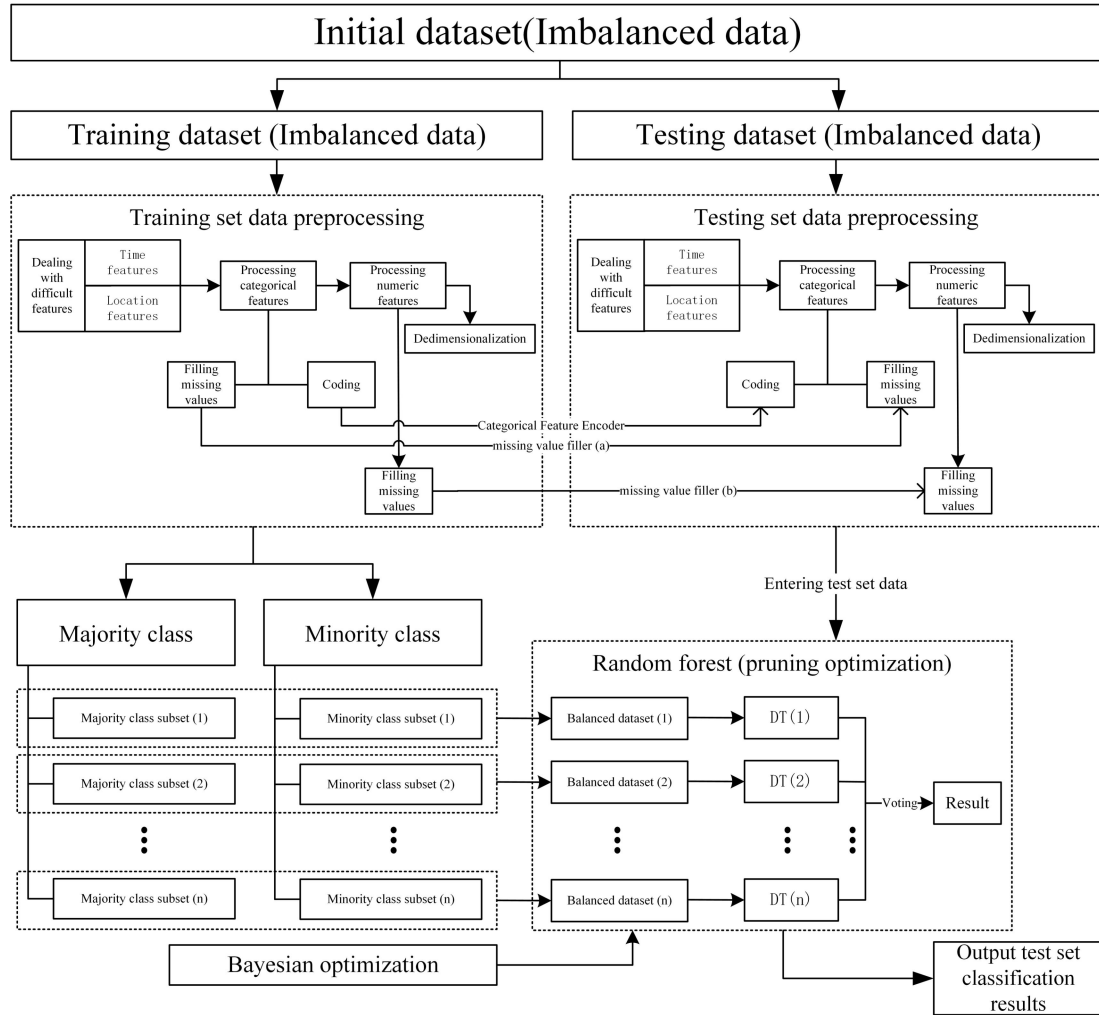 Initial dataset(Imbalanced data)
Training dataset (Imbalanced data)
Testing dataset (Imbalanced data)
Training set data preprocessing
Dealing
with
difficult
features
Time
features
Location
features
Processing
categorical
features
Processing
numeric
features
Dedimensionalization
Filling
missing
values
Coding
Filling
missing
values
Testing set data preprocessing
Dealing
with
difficult
features
Time
features
Location
features
Processing
categorical
features
Processing
numeric
features
Dedimensionalization
Coding
Filling
missing
values
Filling
missing
values
Categorical Feature Encoder
missing value filler (a)
missing value filler (b)
Entering test set data
Majority class
Minority class
Majority class subset (1)
Minority class subset (1)
Majority class subset (2)
Minority class subset (2)
Majority class subset (n)
Minority class subset (n)
Random forest (pruning optimization)
Balanced dataset (1)
DT(1)
Balanced dataset (2)
DT(2)
Balanced dataset (n)
DT(n)
Voting
Result
Bayesian optimization
Output test set
classification
results